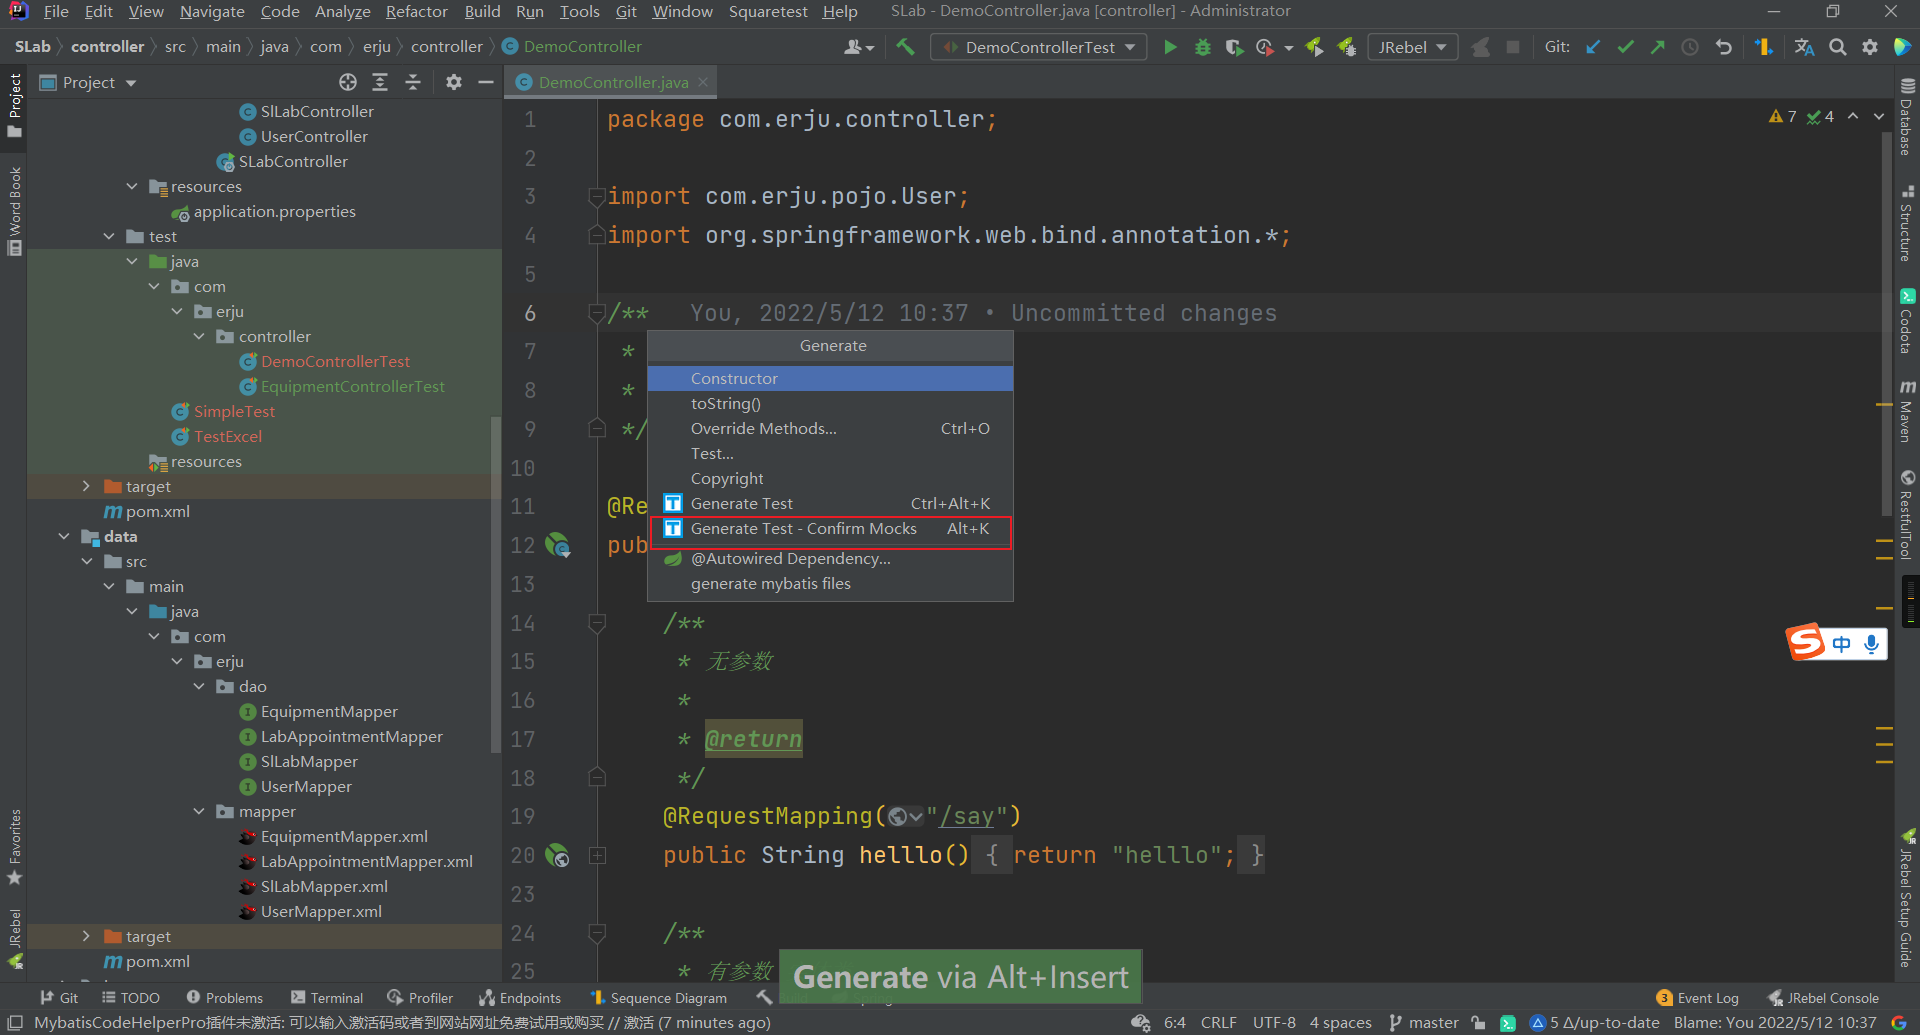 File Edit View Navigate Code Analyze Refactor Build Run Tools Git Window Squaretest Help SLab - DemoController.java [controller] - Administrator
SLab controller src main java com erju controller DemoController DemoControllerTest JRebel Git:
Project
DemoController.java
SlLabController
UserController
SLabController
resources
application.properties
test
java
com
erju
controller
DemoControllerTest
EquipmentControllerTest
SimpleTest
TestExcel
resources
target
pom.xml
data
src
main
java
com
erju
dao
EquipmentMapper
LabAppointmentMapper
SlLabMapper
UserMapper
mapper
EquipmentMapper.xml
LabAppointmentMapper.xml
SlLabMapper.xml
UserMapper.xml
target
pom.xml
Project
Word Book
Favorites
JRebel
7 4
1 package com.erju.controller;
2
3 import com.erju.pojo.User;
4 import org.springframework.web.bind.annotation.*;
5
6 /** You, 2022/5/12 10:37 • Uncommitted changes
7 *
8 *
9 */
10
11 @Re
12 pub
13
14 /**
15 * 无参数
16 *
17 * @return
18 */
19 @RequestMapping("/say")
20 public String helllo() { return "helllo"; }
23
24 /**
25 * 有参数
Generate
Constructor
toString()
Override Methods... Ctrl+O
Test...
Copyright
Generate Test Ctrl+Alt+K
Generate Test - Confirm Mocks Alt+K
@Autowired Dependency...
generate mybatis files
Generate via Alt+Insert
中
Database
Structure
Codota
Maven
RestfulTool
JRebel Setup Guide
Git TODO Problems Terminal Profiler Endpoints Sequence Diagram 3 Event Log JRebel Console
MybatisCodeHelperPro插件未激活: 可以输入激活码或者到网站网址免费试用或购买 // 激活 (7 minutes ago) 6:4 CRLF UTF-8 4 spaces master 5 Δ/up-to-date Blame: You 2022/5/12 10:37